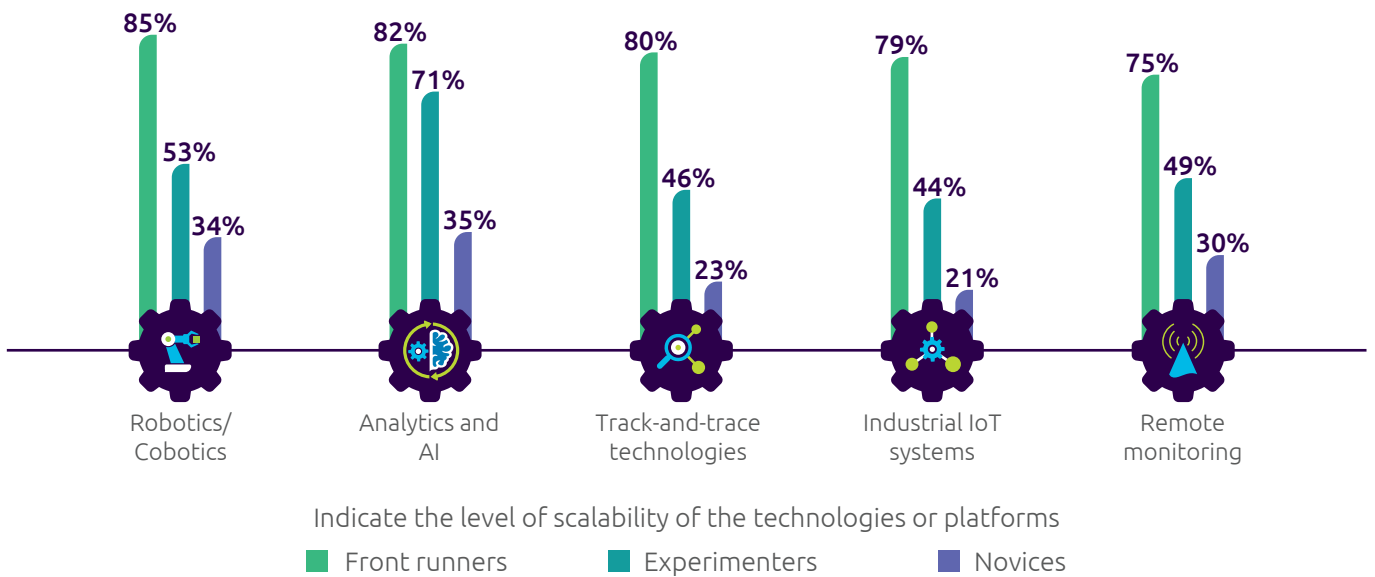 85%
53%
34%
82%
71%
35%
80%
46%
23%
79%
44%
21%
75%
49%
30%
Robotics/
Cobotics
Analytics and
AI
Track-and-trace
technologies
Industrial IoT
systems
Remote
monitoring
Indicate the level of scalability of the technologies or platforms
Front runners
Experimenters
Novices